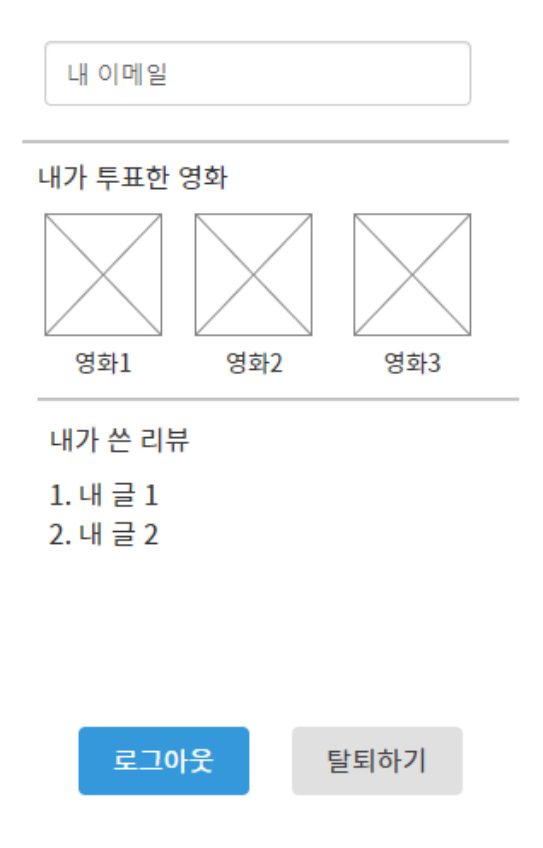 내 이메일
내가 투표한 영화
영화1 영화2 영화3
내가 쓴 리뷰
1. 내 글 1
2. 내 글 2
로그아웃 탈퇴하기